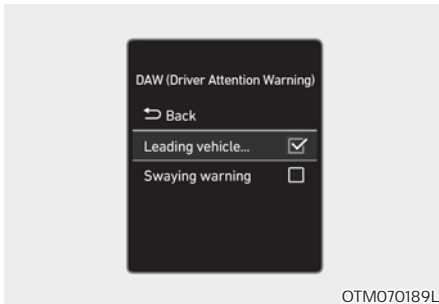 DAW (Driver Attention Warning)
Back
Leading vehicle...
Swaying warning
OTM070189L